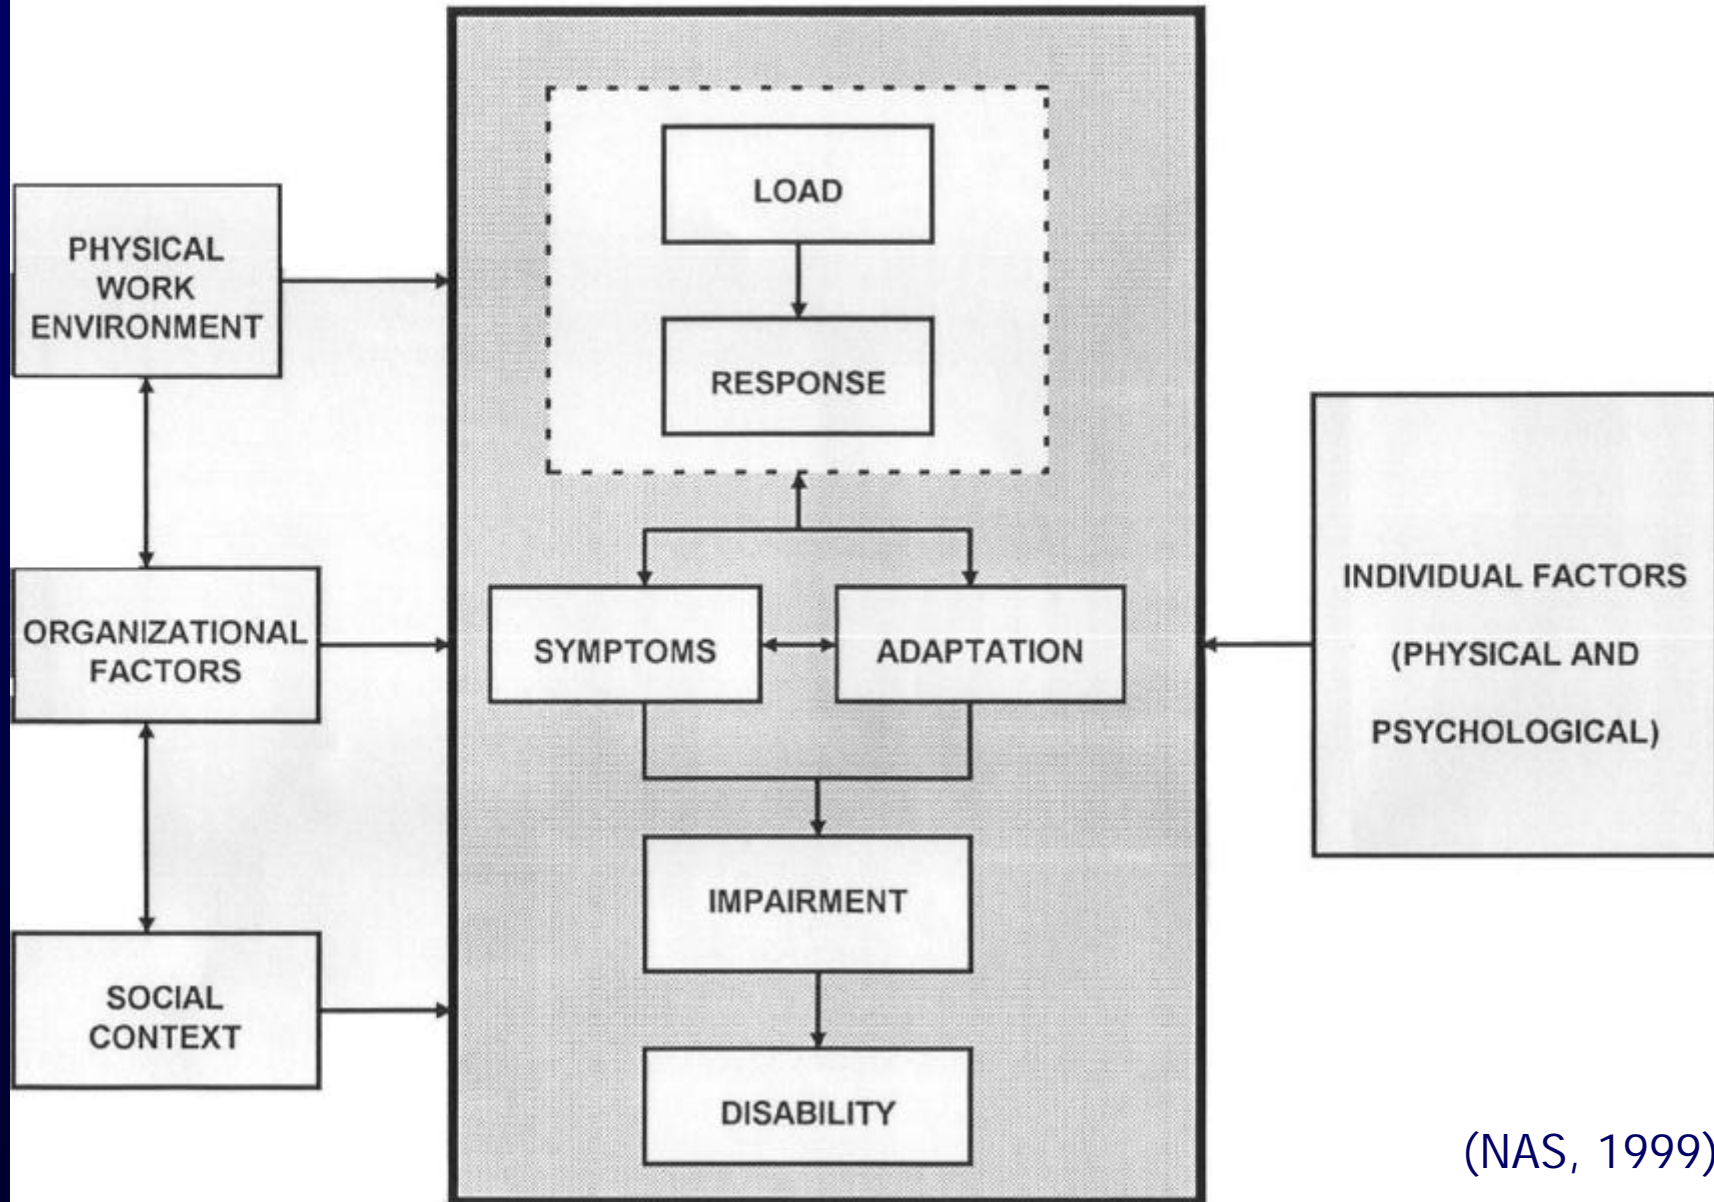 PHYSICAL
WORK
ENVIRONMENT
ORGANIZATIONAL
FACTORS
SOCIAL
CONTEXT
LOAD
RESPONSE
SYMPTOMS
ADAPTATION
IMPAIRMENT
DISABILITY
INDIVIDUAL FACTORS
(PHYSICAL AND
PSYCHOLOGICAL)
(NAS, 1999)